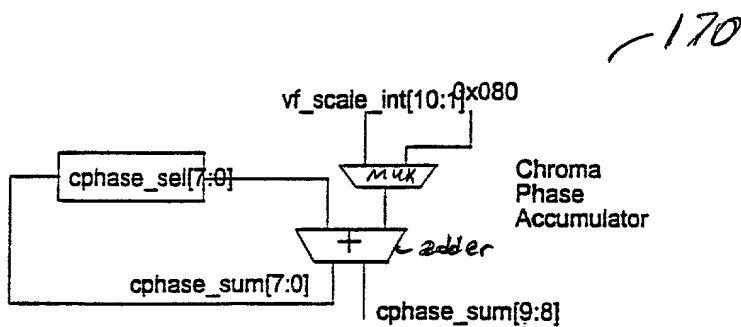 170
vf_scale_int[10:1]
0x080
cphase_sel[7:0]
MUX
Chroma
Phase
Accumulator
+
adder
cphase_sum[7:0]
cphase_sum[9:8]